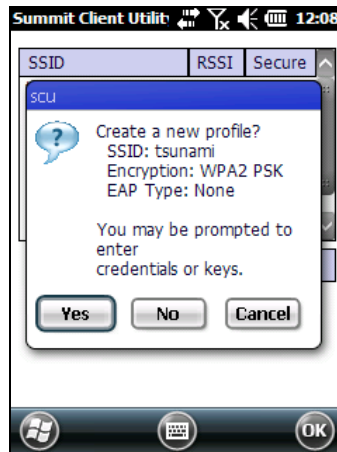 Summit Client Utilit 12:08
SSID RSSI Secure
scu
Create a new profile?
SSID: tsunami
Encryption: WPA2 PSK
EAP Type: None
You may be prompted to
enter
credentials or keys.
Yes No Cancel
OK